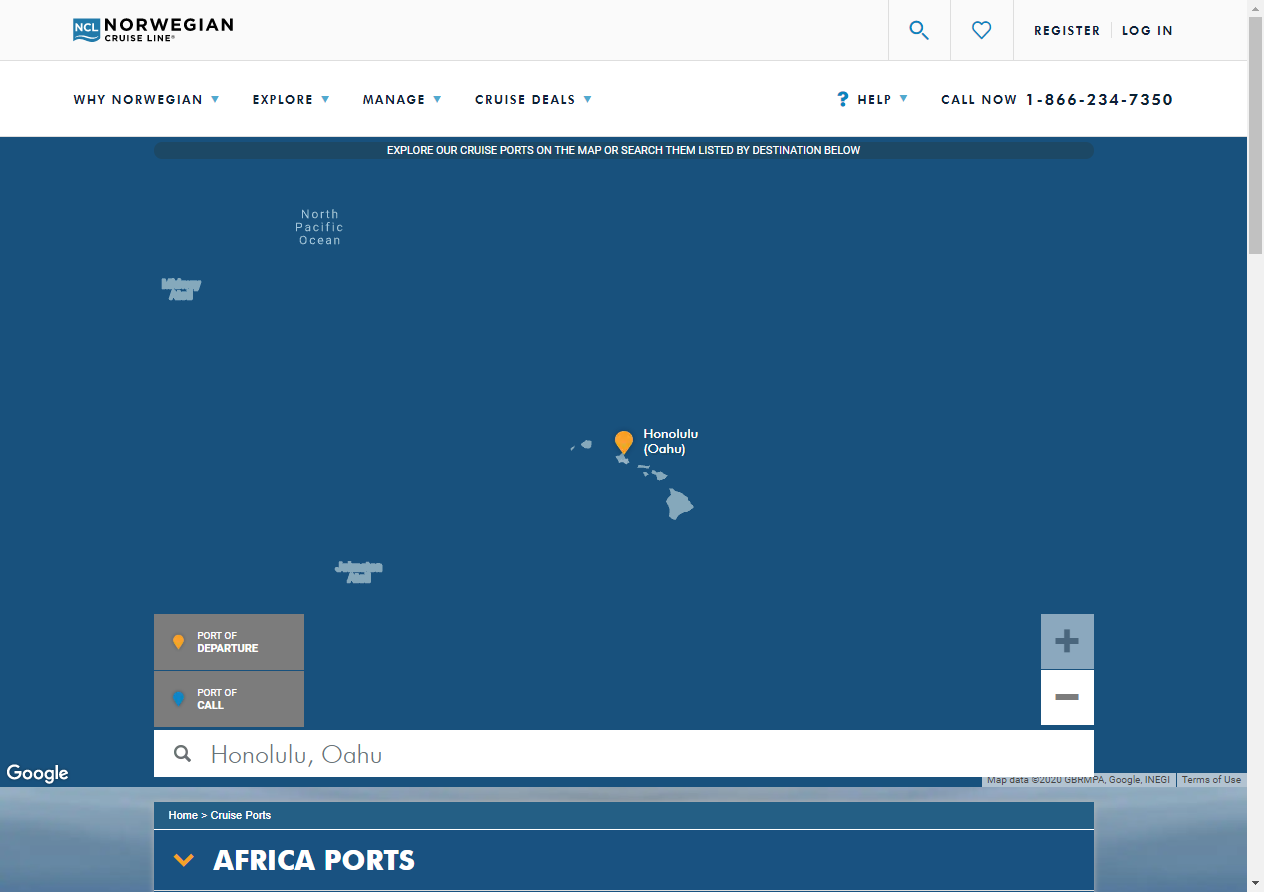 NCL NORWEGIAN
CRUISE LINE®
REGISTER
LOG IN
WHY NORWEGIAN
EXPLORE
MANAGE
CRUISE DEALS
? HELP
CALL NOW 1-866-234-7350
EXPLORE OUR CRUISE PORTS ON THE MAP OR SEARCH THEM LISTED BY DESTINATION BELOW
North
Pacific
Ocean
Midway
Atoll
Honolulu
(Oahu)
Johnston
Atoll
PORT OF
DEPARTURE
PORT OF
CALL
Honolulu, Oahu
Google
Map data ©2020 GBRMPA, Google, INEGI
Terms of Use
Home > Cruise Ports
AFRICA PORTS